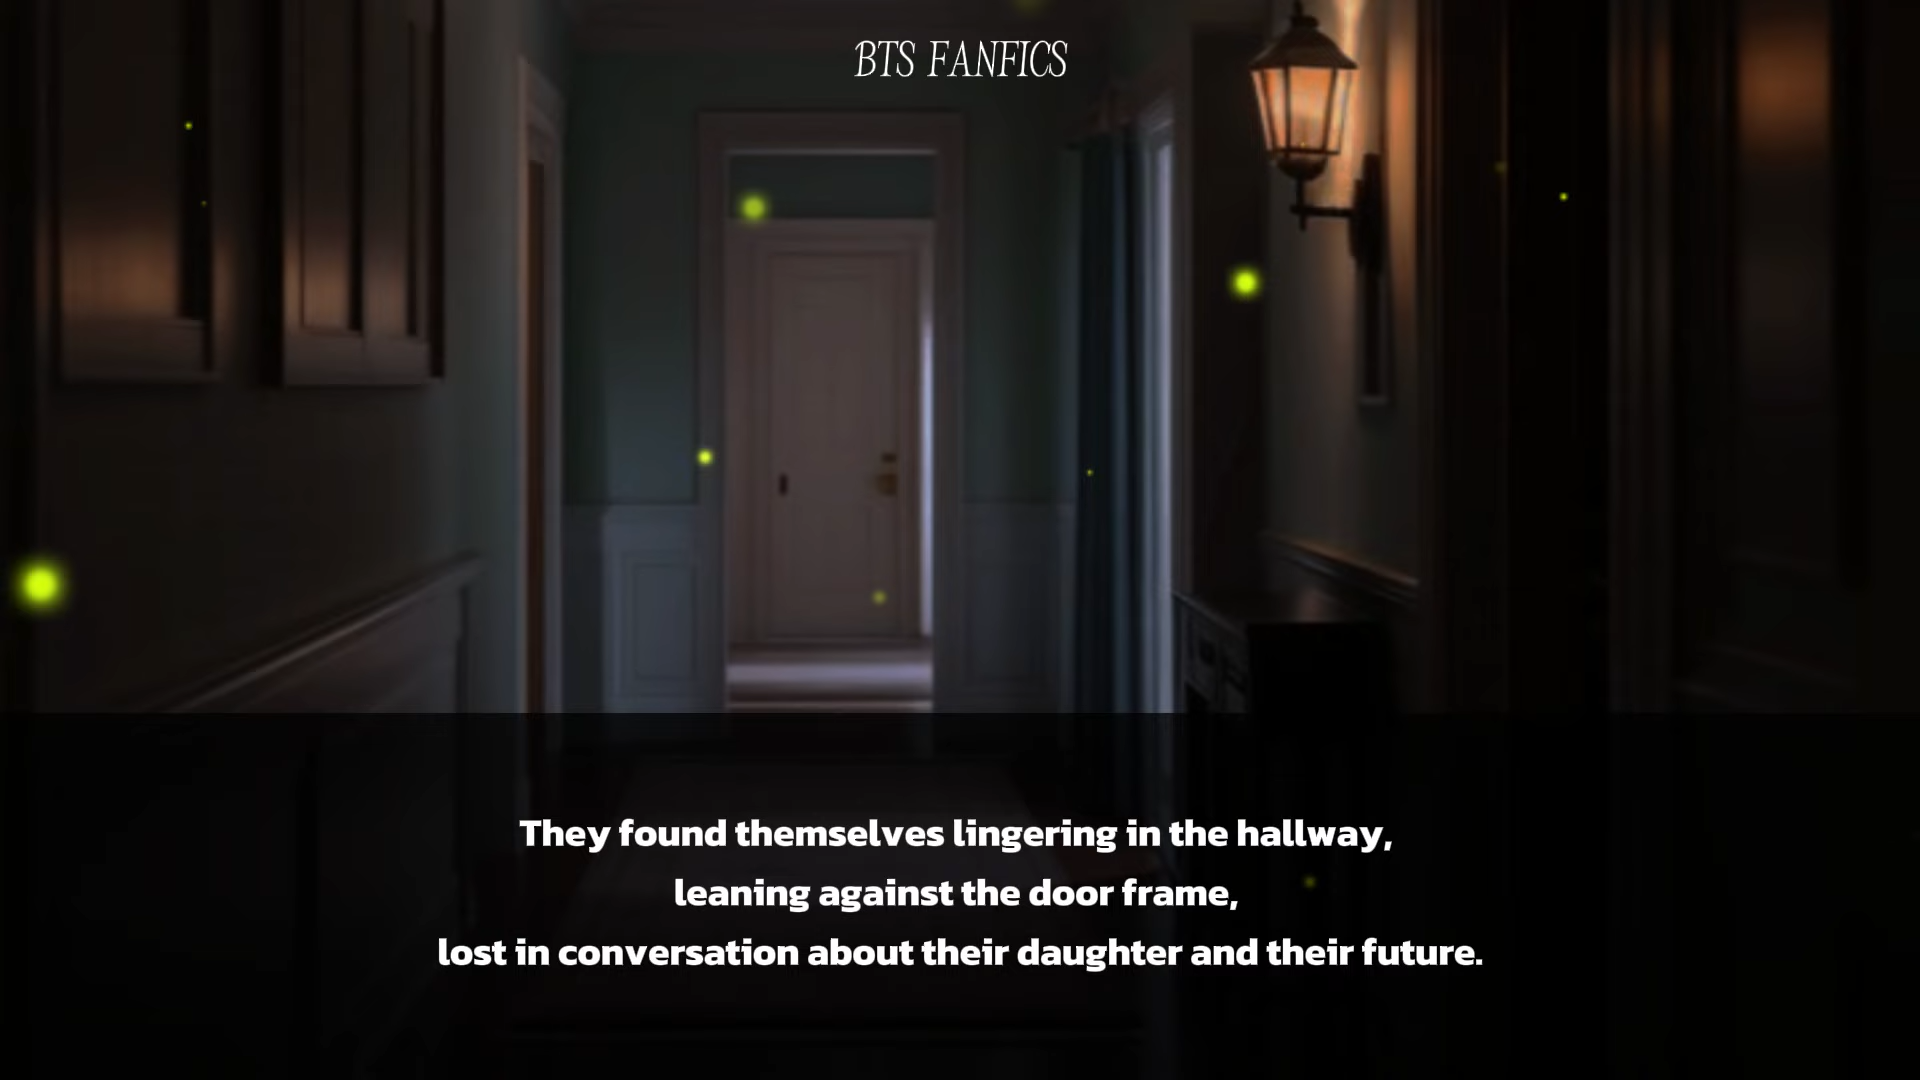 BTS FANFICS
They found themselves lingering in the hallway,
leaning against the door frame,
lost in conversation about their daughter and their future.